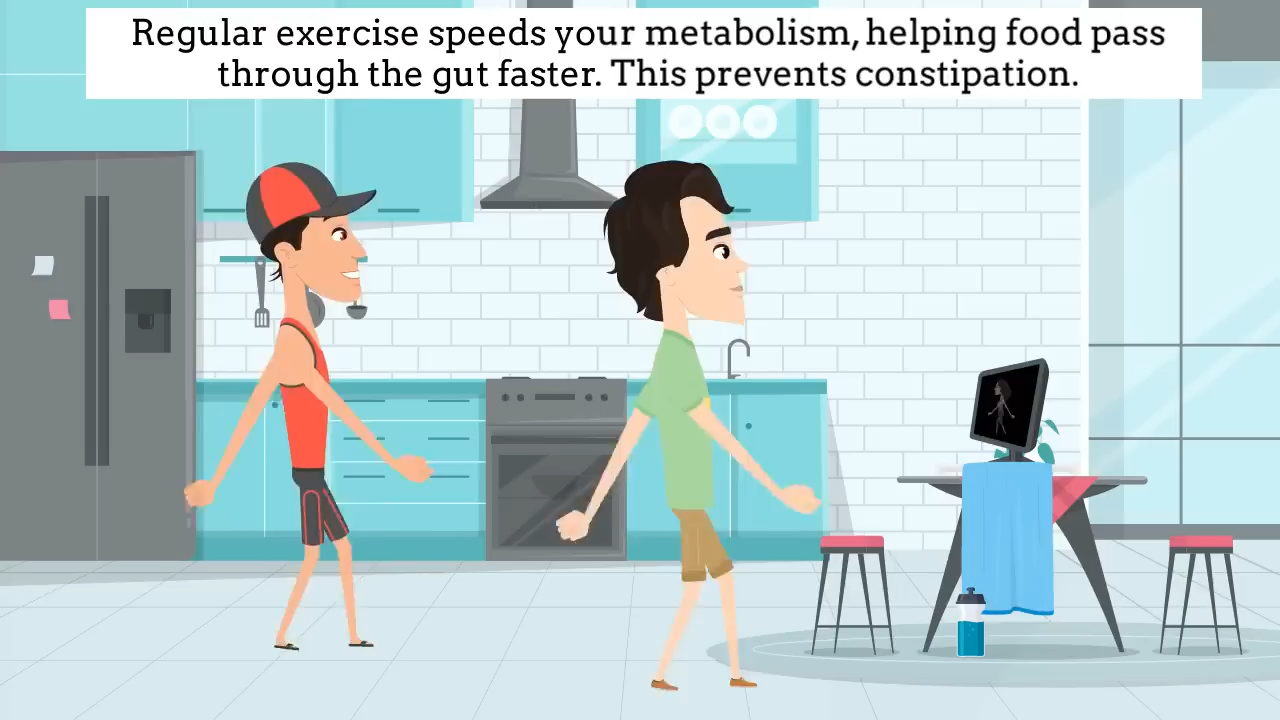 Regular exercise speeds your metabolism, helping food pass
through the gut faster. This prevents constipation.